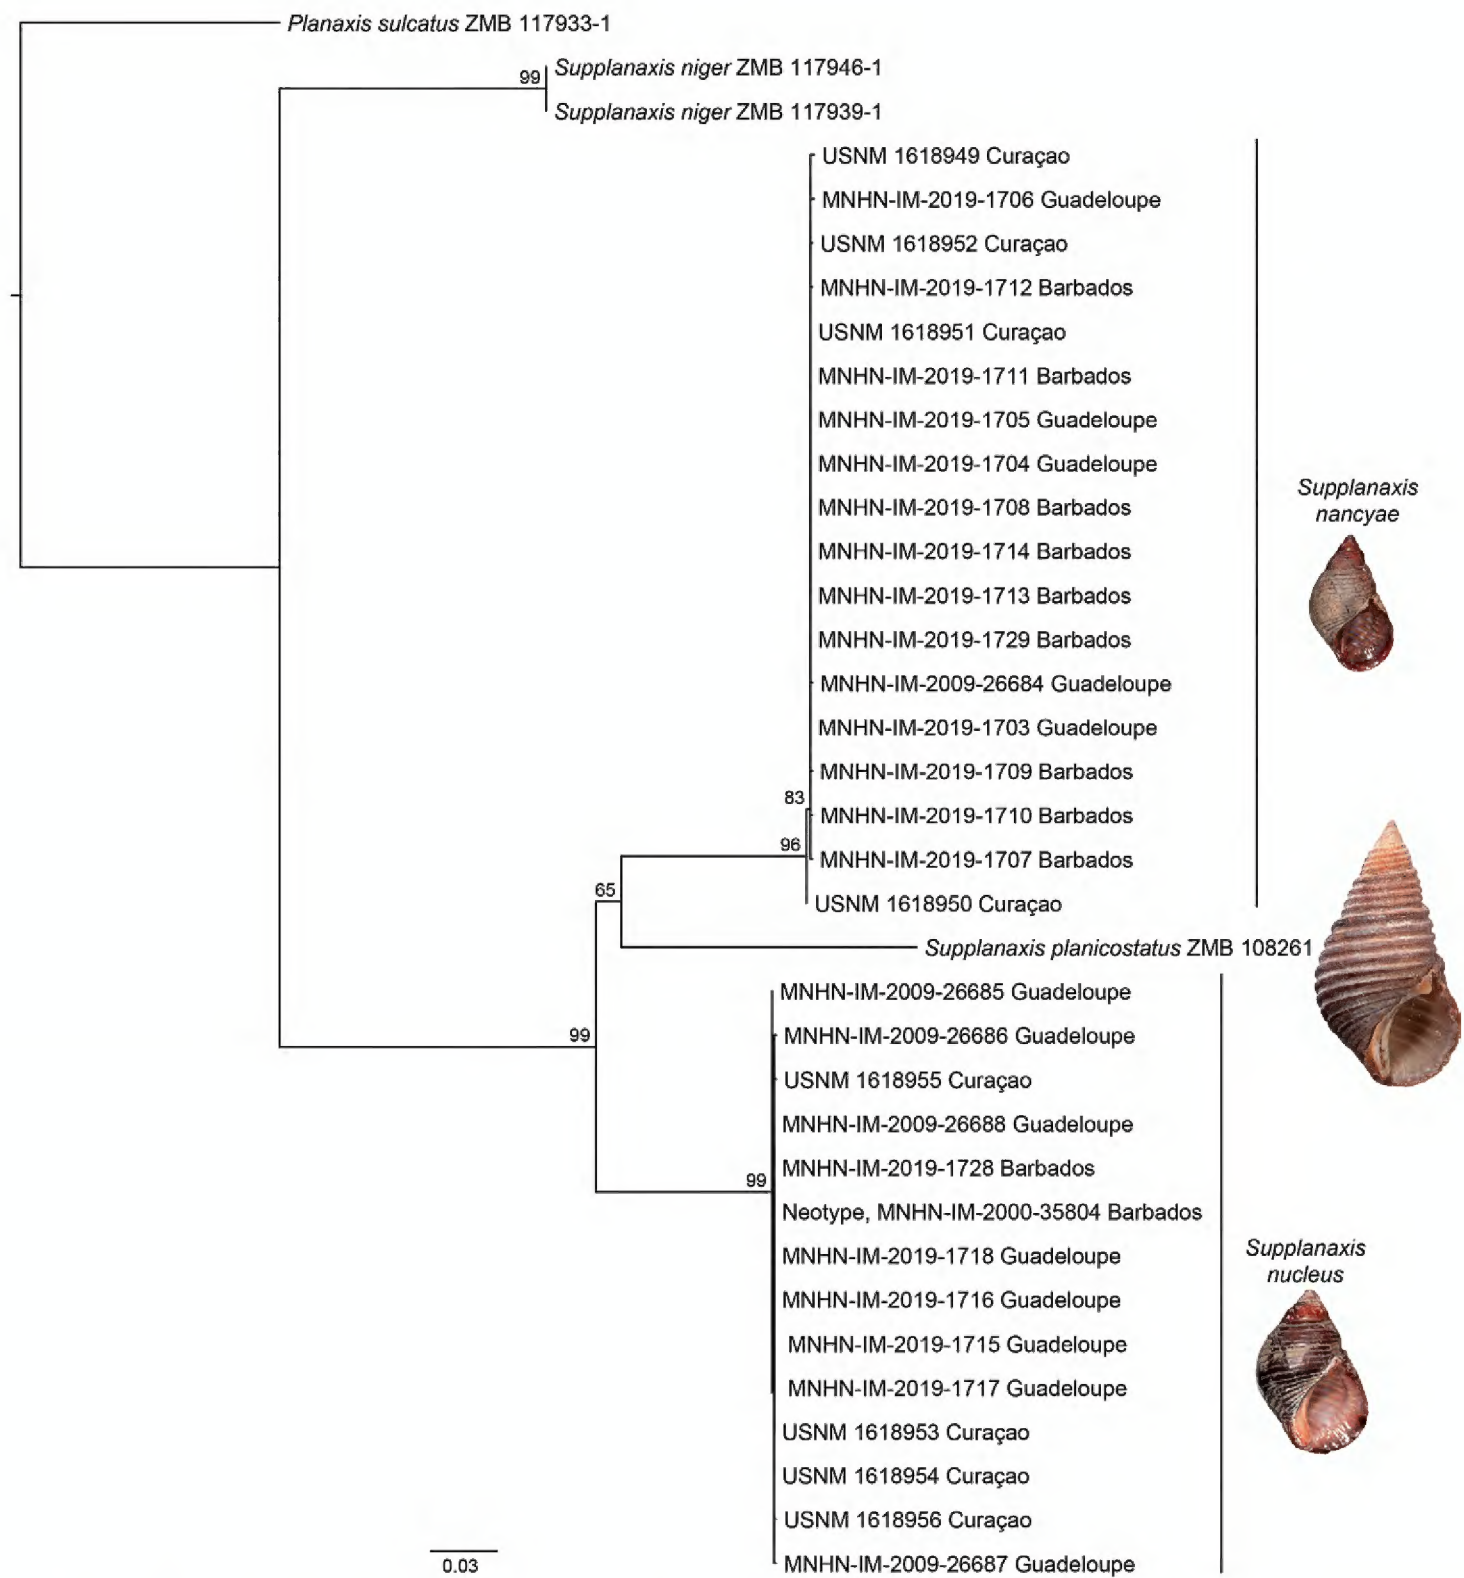 Planaxis sulcatus ZMB 117933-1
99
Supplanaxis niger ZMB 117946-1
Supplanaxis niger ZMB 117939-1
USNM 1618949 Curaçao
MNHN-IM-2019-1706 Guadeloupe
USNM 1618952 Curaçao
MNHN-IM-2019-1712 Barbados
USNM 1618951 Curaçao
MNHN-IM-2019-1711 Barbados
MNHN-IM-2019-1705 Guadeloupe
MNHN-IM-2019-1704 Guadeloupe
MNHN-IM-2019-1708 Barbados
MNHN-IM-2019-1714 Barbados
MNHN-IM-2019-1713 Barbados
MNHN-IM-2019-1729 Barbados
MNHN-IM-2009-26684 Guadeloupe
MNHN-IM-2019-1703 Guadeloupe
MNHN-IM-2019-1709 Barbados
83
MNHN-IM-2019-1710 Barbados
96
MNHN-IM-2019-1707 Barbados
65
USNM 1618950 Curaçao
Supplanaxis
nancyae
Supplanaxis planicostatus ZMB 108261
MNHN-IM-2009-26685 Guadeloupe
99
MNHN-IM-2009-26686 Guadeloupe
USNM 1618955 Curaçao
MNHN-IM-2009-26688 Guadeloupe
MNHN-IM-2019-1728 Barbados
99
Neotype, MNHN-IM-2000-35804 Barbados
MNHN-IM-2019-1718 Guadeloupe
MNHN-IM-2019-1716 Guadeloupe
MNHN-IM-2019-1715 Guadeloupe
MNHN-IM-2019-1717 Guadeloupe
USNM 1618953 Curaçao
USNM 1618954 Curaçao
USNM 1618956 Curaçao
MNHN-IM-2009-26687 Guadeloupe
Supplanaxis
nucleus
0.03